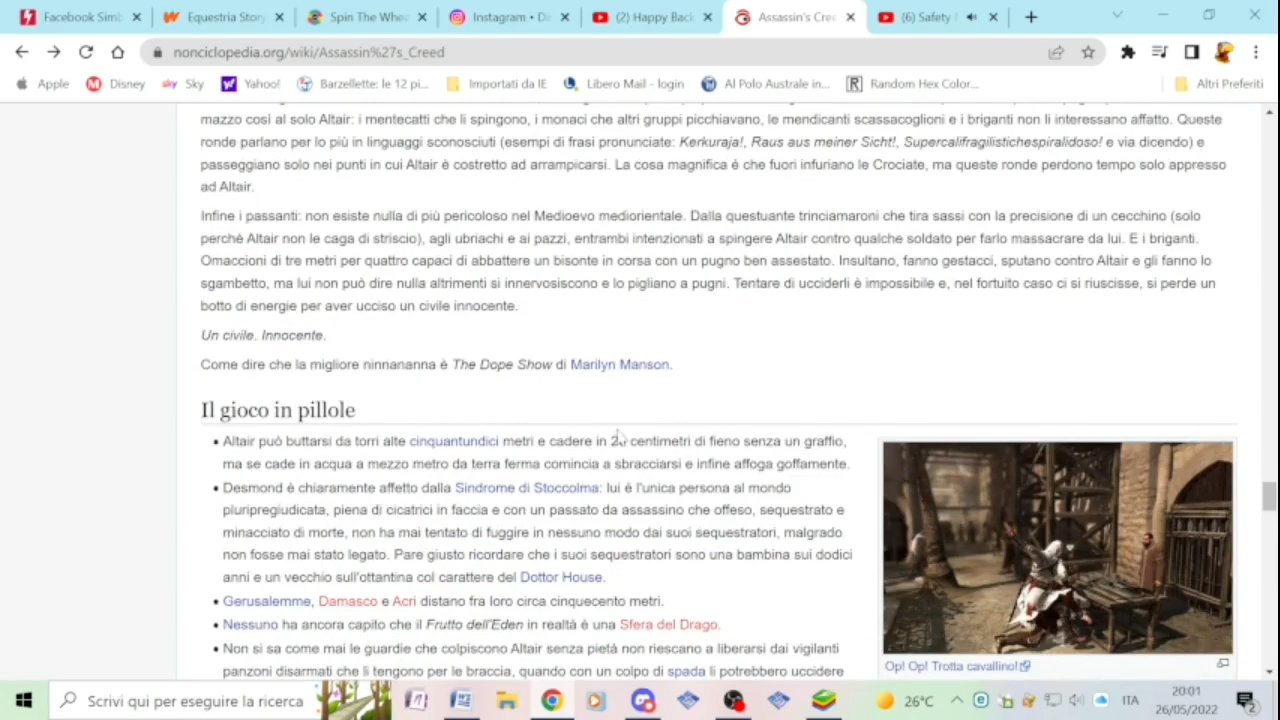 Facebook Simb
Equestria Story
Spin The Whee
Instagram • Di
(2) Happy Back
Assassin's Cree
(6) Safety
nonciclopedia.org/wiki/Assassin%27s_Creed
Apple
Disney
sky Sky
Yahoo!
Barzellette: le 12 pi...
Importati da IE
Libero Mail - login
Al Polo Australe in...
Random Hex Color...
Altri Preferiti
mazzo così al solo Altair: i mentecatti che li spingono, i monaci che altri gruppi picchiavano, le mendicanti scassacoglioni e i briganti non li interessano affatto. Queste
ronde parlano per lo più in linguaggi sconosciuti (esempi di frasi pronunciate: Kerkuraja!, Raus aus meiner Sicht!, Supercalifragilistichespiralidoso! e via dicendo) e
passeggiano solo nei punti in cui Altair è costretto ad arrampicarsi. La cosa magnifica è che fuori infuriano le Crociate, ma queste ronde perdono tempo solo appresso
ad Altair.
Infine i passanti: non esiste nulla di più pericoloso nel Medioevo mediorientale. Dalla questuante trinciamaroni che tira sassi con la precisione di un cecchino (solo
perché Altair non le caga di striscio), agli ubriachi e ai pazzi, entrambi intenzionati a spingere Altair contro qualche soldato per farlo massacrare da lui. E i briganti.
Omaccioni di tre metri per quattro capaci di abbattere un bisonte in corsa con un pugno ben assestato. Insultano, fanno gestacci, sputano contro Altair e gli fanno lo
sgambetto, ma lui non può dire nulla altrimenti si innervosiscono e lo pigliano a pugni. Tentare di ucciderli è impossibile e, nel fortuito caso ci si riuscisse, si perde un
botto di energie per aver ucciso un civile innocente.
Un civile. Innocente.
Come dire che la migliore ninnananna è The Dope Show di Marilyn Manson.
Il gioco in pillole
• Altair può buttarsi da torri alte cinquantundici metri e cadere in centimetri di fieno senza un graffio,
ma se cade in acqua a mezzo metro da terra ferma comincia a sbracciarsi e infine affoga goffamente.
• Desmond è chiaramente affetto dalla Sindrome di Stoccolma: lui è l'unica persona al mondo
pluripregiudicata, piena di cicatrici in faccia e con un passato da assassino che offeso, sequestrato e
minacciato di morte, non ha mai tentato di fuggire in nessuno modo dai suoi sequestratori, malgrado
non fosse mai stato legato. Pare giusto ricordare che i suoi sequestratori sono una bambina sui dodici
anni e un vecchio sull'ottantina col carattere del Dottor House.
• Gerusalemme, Damasco e Acri distano fra loro circa cinquecento metri.
• Nessuno ha ancora capito che il Frutto dell'Eden in realtà è una Sfera del Drago.
• Non si sa come mai le guardie che colpiscono Altair senza pietà non riescano a liberarsi dai vigilanti
panzoni disarmati che li tengono per le braccia, quando con un colpo di spada li potrebbero uccidere
Op! Op! Trotta cavallino!
Scrivi qui per eseguire la ricerca
26°C
ITA
20:01
26/05/2022
2